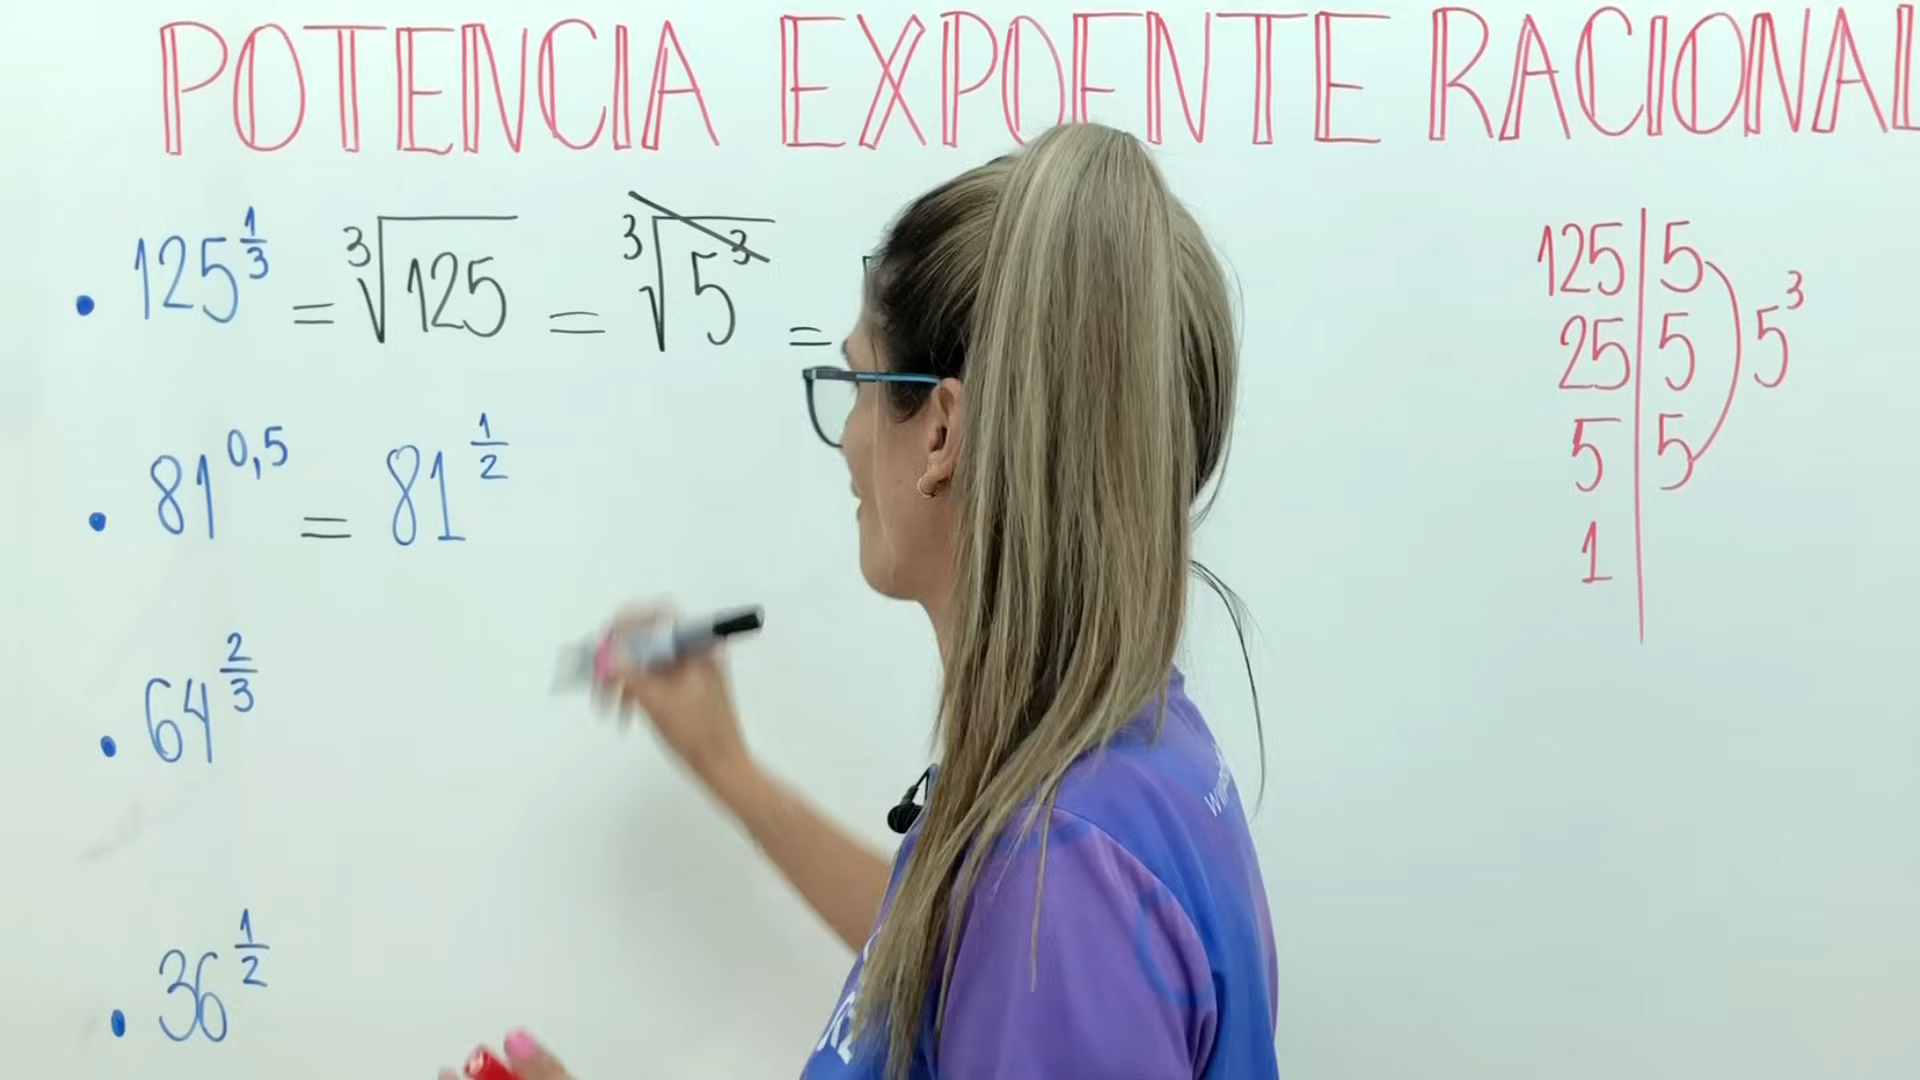 POTENCIA EXPOENTE RACIONAL
• 125^(1/3) = ∛125 = ∛5³ =
• 81^0,5 = 81^(1/2)
• 64^(2/3)
• 36^(1/2)
125 | 5
25 | 5 5³
5 | 5
1 |